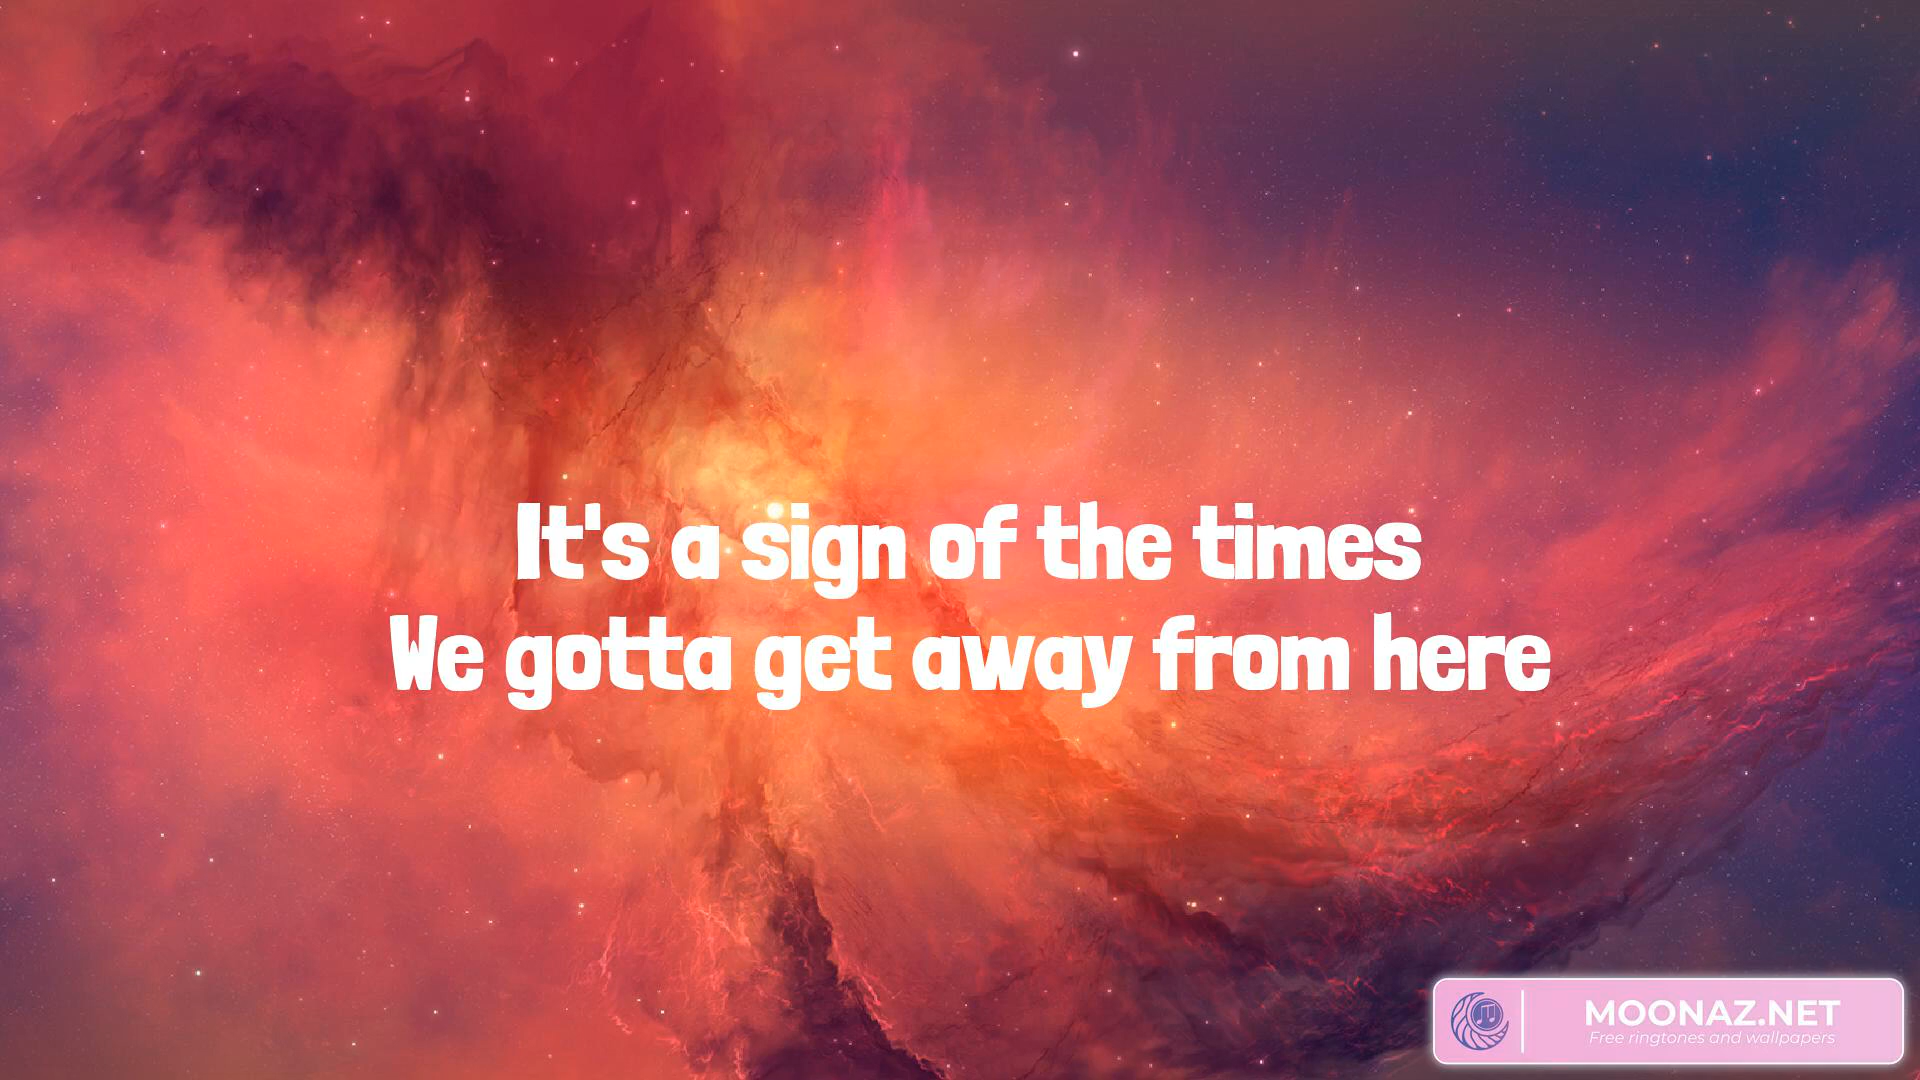 It's a sign of the times
We gotta get away from here
MOONAZ.NET
Free ringtones and wallpapers